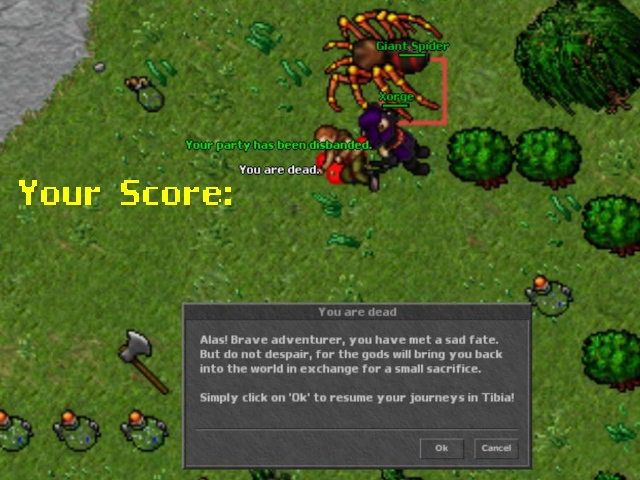 Giant Spider
Xorge
Your party has been disbanded.
You are dead.
Your Score:
You are dead
Alas! Brave adventurer, you have met a sad fate.
But do not despair, for the gods will bring you back
into the world in exchange for a small sacrifice.
Simply click on 'Ok' to resume your journeys in Tibia!
Ok
Cancel